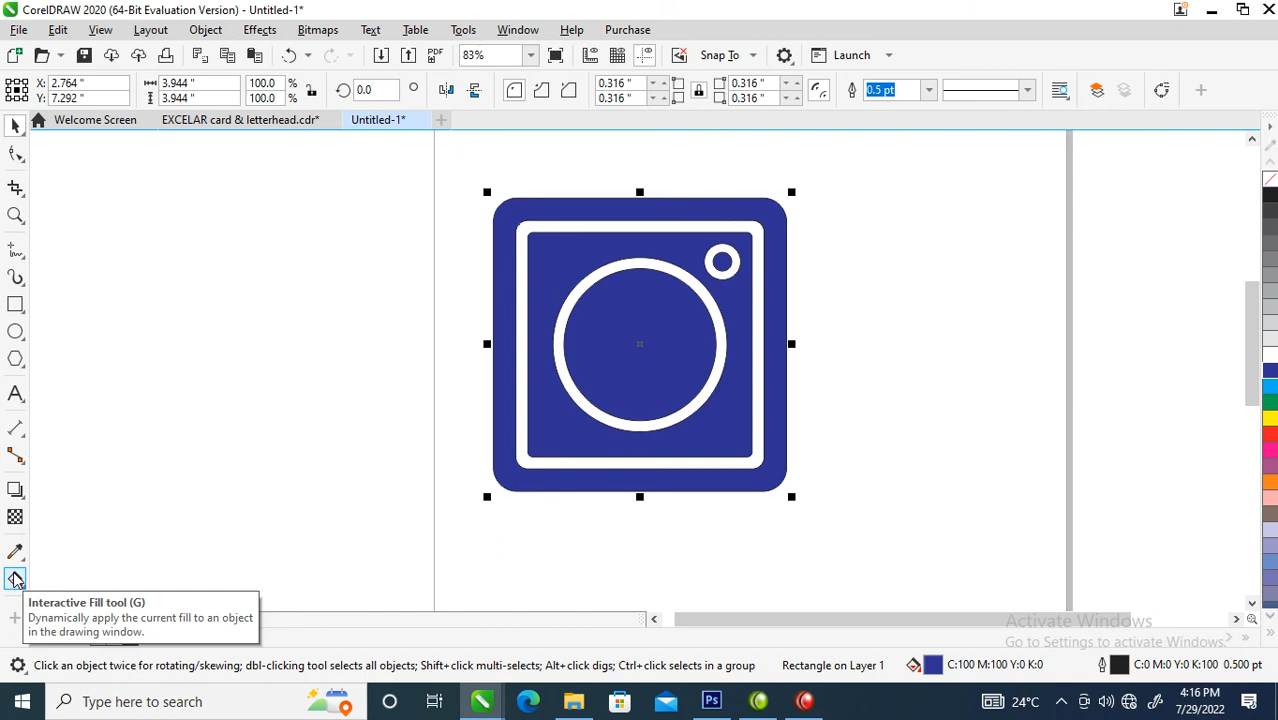 CorelDRAW 2020 (64-Bit Evaluation Version) - Untitled-1*
File Edit View Layout Object Effects Bitmaps Text Table Tools Window Help Purchase
PDF 83% Snap To Launch
X: 2.764 " 3.944 " 100.0 % 0.0 0.316 " 0.316 " 0.5 pt
Y: 7.292 " 3.944 " 100.0 % 0.316 " 0.316 "
Welcome Screen EXCELAR card & letterhead.cdr* Untitled-1*
Interactive Fill tool (G)
Dynamically apply the current fill to an object
in the drawing window.
Activate Windows
Go to Settings to activate Windows.
Click an object twice for rotating/skewing; dbl-clicking tool selects all objects; Shift+click multi-selects; Alt+click digs; Ctrl+click selects in a group Rectangle on Layer 1 C:100 M:100 Y:0 K:0 C:0 M:0 Y:0 K:100 0.500 pt
Type here to search Ps 24°C 4:16 PM
7/29/2022